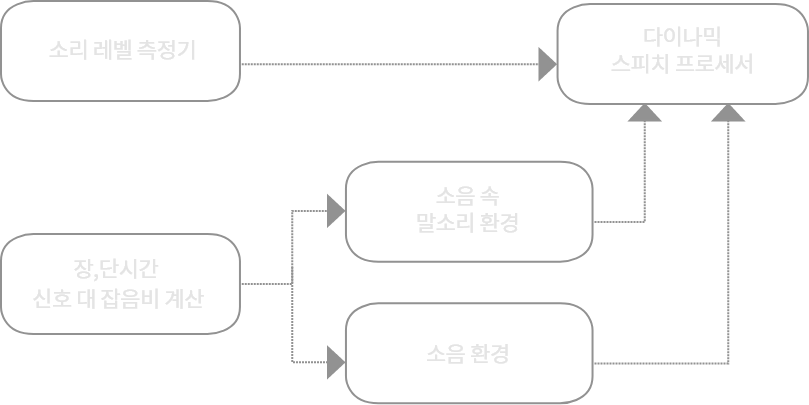 소리 레벨 측정기
다이나믹
스피치 프로세서
소음 속
말소리 환경
장,단시간
신호 대 잡음비 계산
소음 환경